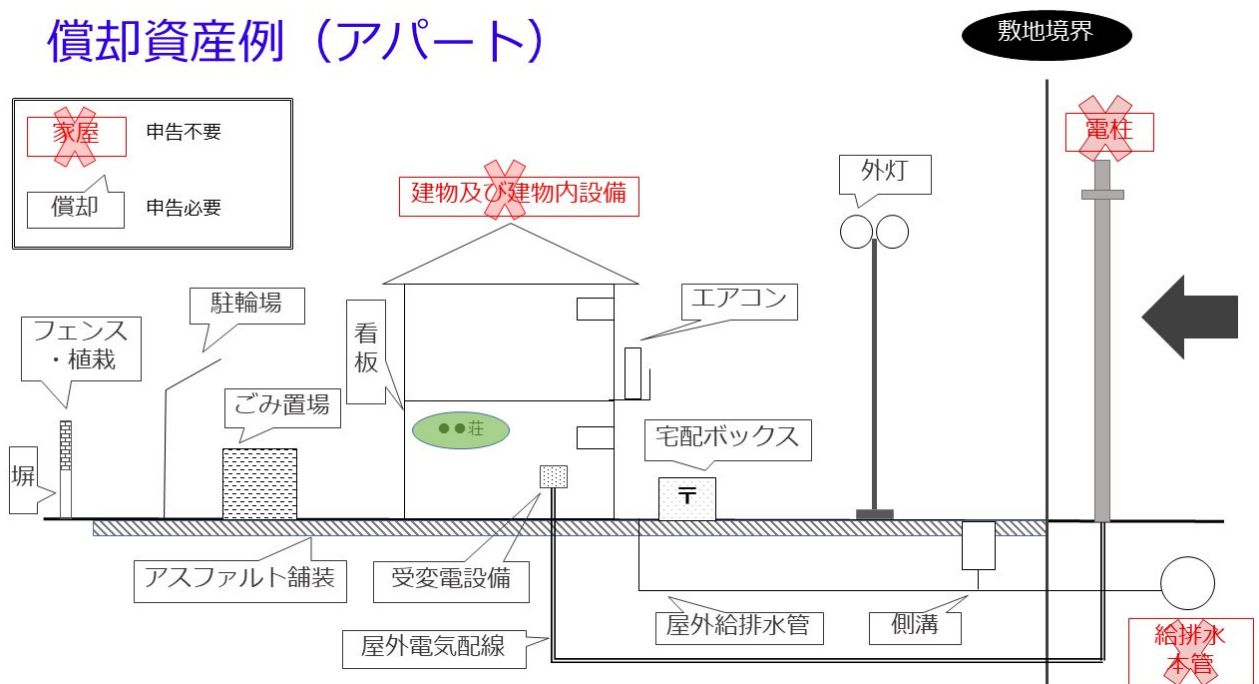 償却資産例（アパート）
敷地境界
家屋
申告不要
償却
申告必要
建物及び建物内設備
外灯
電柱
駐輪場
フェンス
・植栽
看
板
エアコン
ごみ置場
●●荘
宅配ボックス
〒
塀
アスファルト舗装
受変電設備
屋外電気配線
屋外給排水管
側溝
給排水
本管